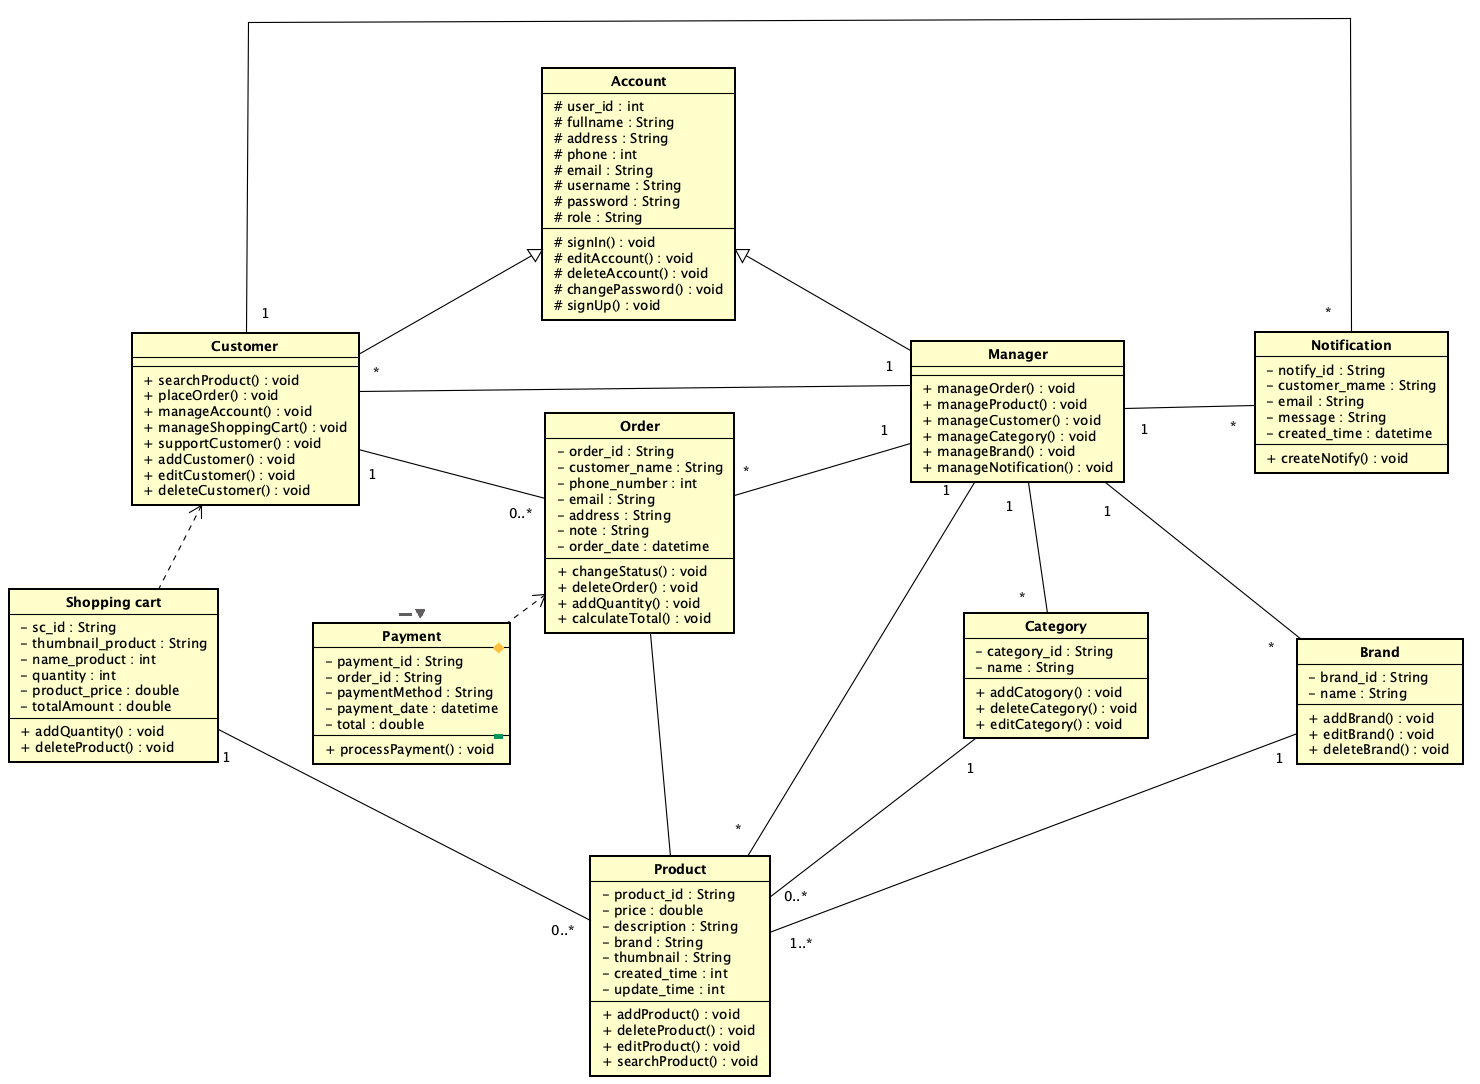 Account
# user_id : int
# fullname : String
# address : String
# phone : int
# email : String
# username : String
# password : String
# role : String
# signIn() : void
# editAccount() : void
# deleteAccount() : void
# changePassword() : void
# signUp() : void
1
*
Customer
+ searchProduct() : void
+ placeOrder() : void
+ manageAccount() : void
+ manageShoppingCart() : void
+ supportCustomer() : void
+ addCustomer() : void
+ editCustomer() : void
+ deleteCustomer() : void
*
1
Manager
+ manageOrder() : void
+ manageProduct() : void
+ manageCustomer() : void
+ manageCategory() : void
+ manageBrand() : void
+ manageNotification() : void
Notification
- notify_id : String
- customer_mame : String
- email : String
- message : String
- created_time : datetime
+ createNotify() : void
1
*
1
0..*
*
1
Order
- order_id : String
- customer_name : String
- phone_number : int
- email : String
- address : String
- note : String
- order_date : datetime
+ changeStatus() : void
+ deleteOrder() : void
+ addQuantity() : void
+ calculateTotal() : void
1
1
1
Shopping cart
- sc_id : String
- thumbnail_product : String
- name_product : int
- quantity : int
- product_price : double
- totalAmount : double
+ addQuantity() : void
+ deleteProduct() : void
Payment
- payment_id : String
- order_id : String
- paymentMethod : String
- payment_date : datetime
- total : double
+ processPayment() : void
*
Category
- category_id : String
- name : String
+ addCatogory() : void
+ deleteCategory() : void
+ editCategory() : void
*
Brand
- brand_id : String
- name : String
+ addBrand() : void
+ editBrand() : void
+ deleteBrand() : void
1
1
1
*
0..*
0..*
1..*
Product
- product_id : String
- price : double
- description : String
- brand : String
- thumbnail : String
- created_time : int
- update_time : int
+ addProduct() : void
+ deleteProduct() : void
+ editProduct() : void
+ searchProduct() : void